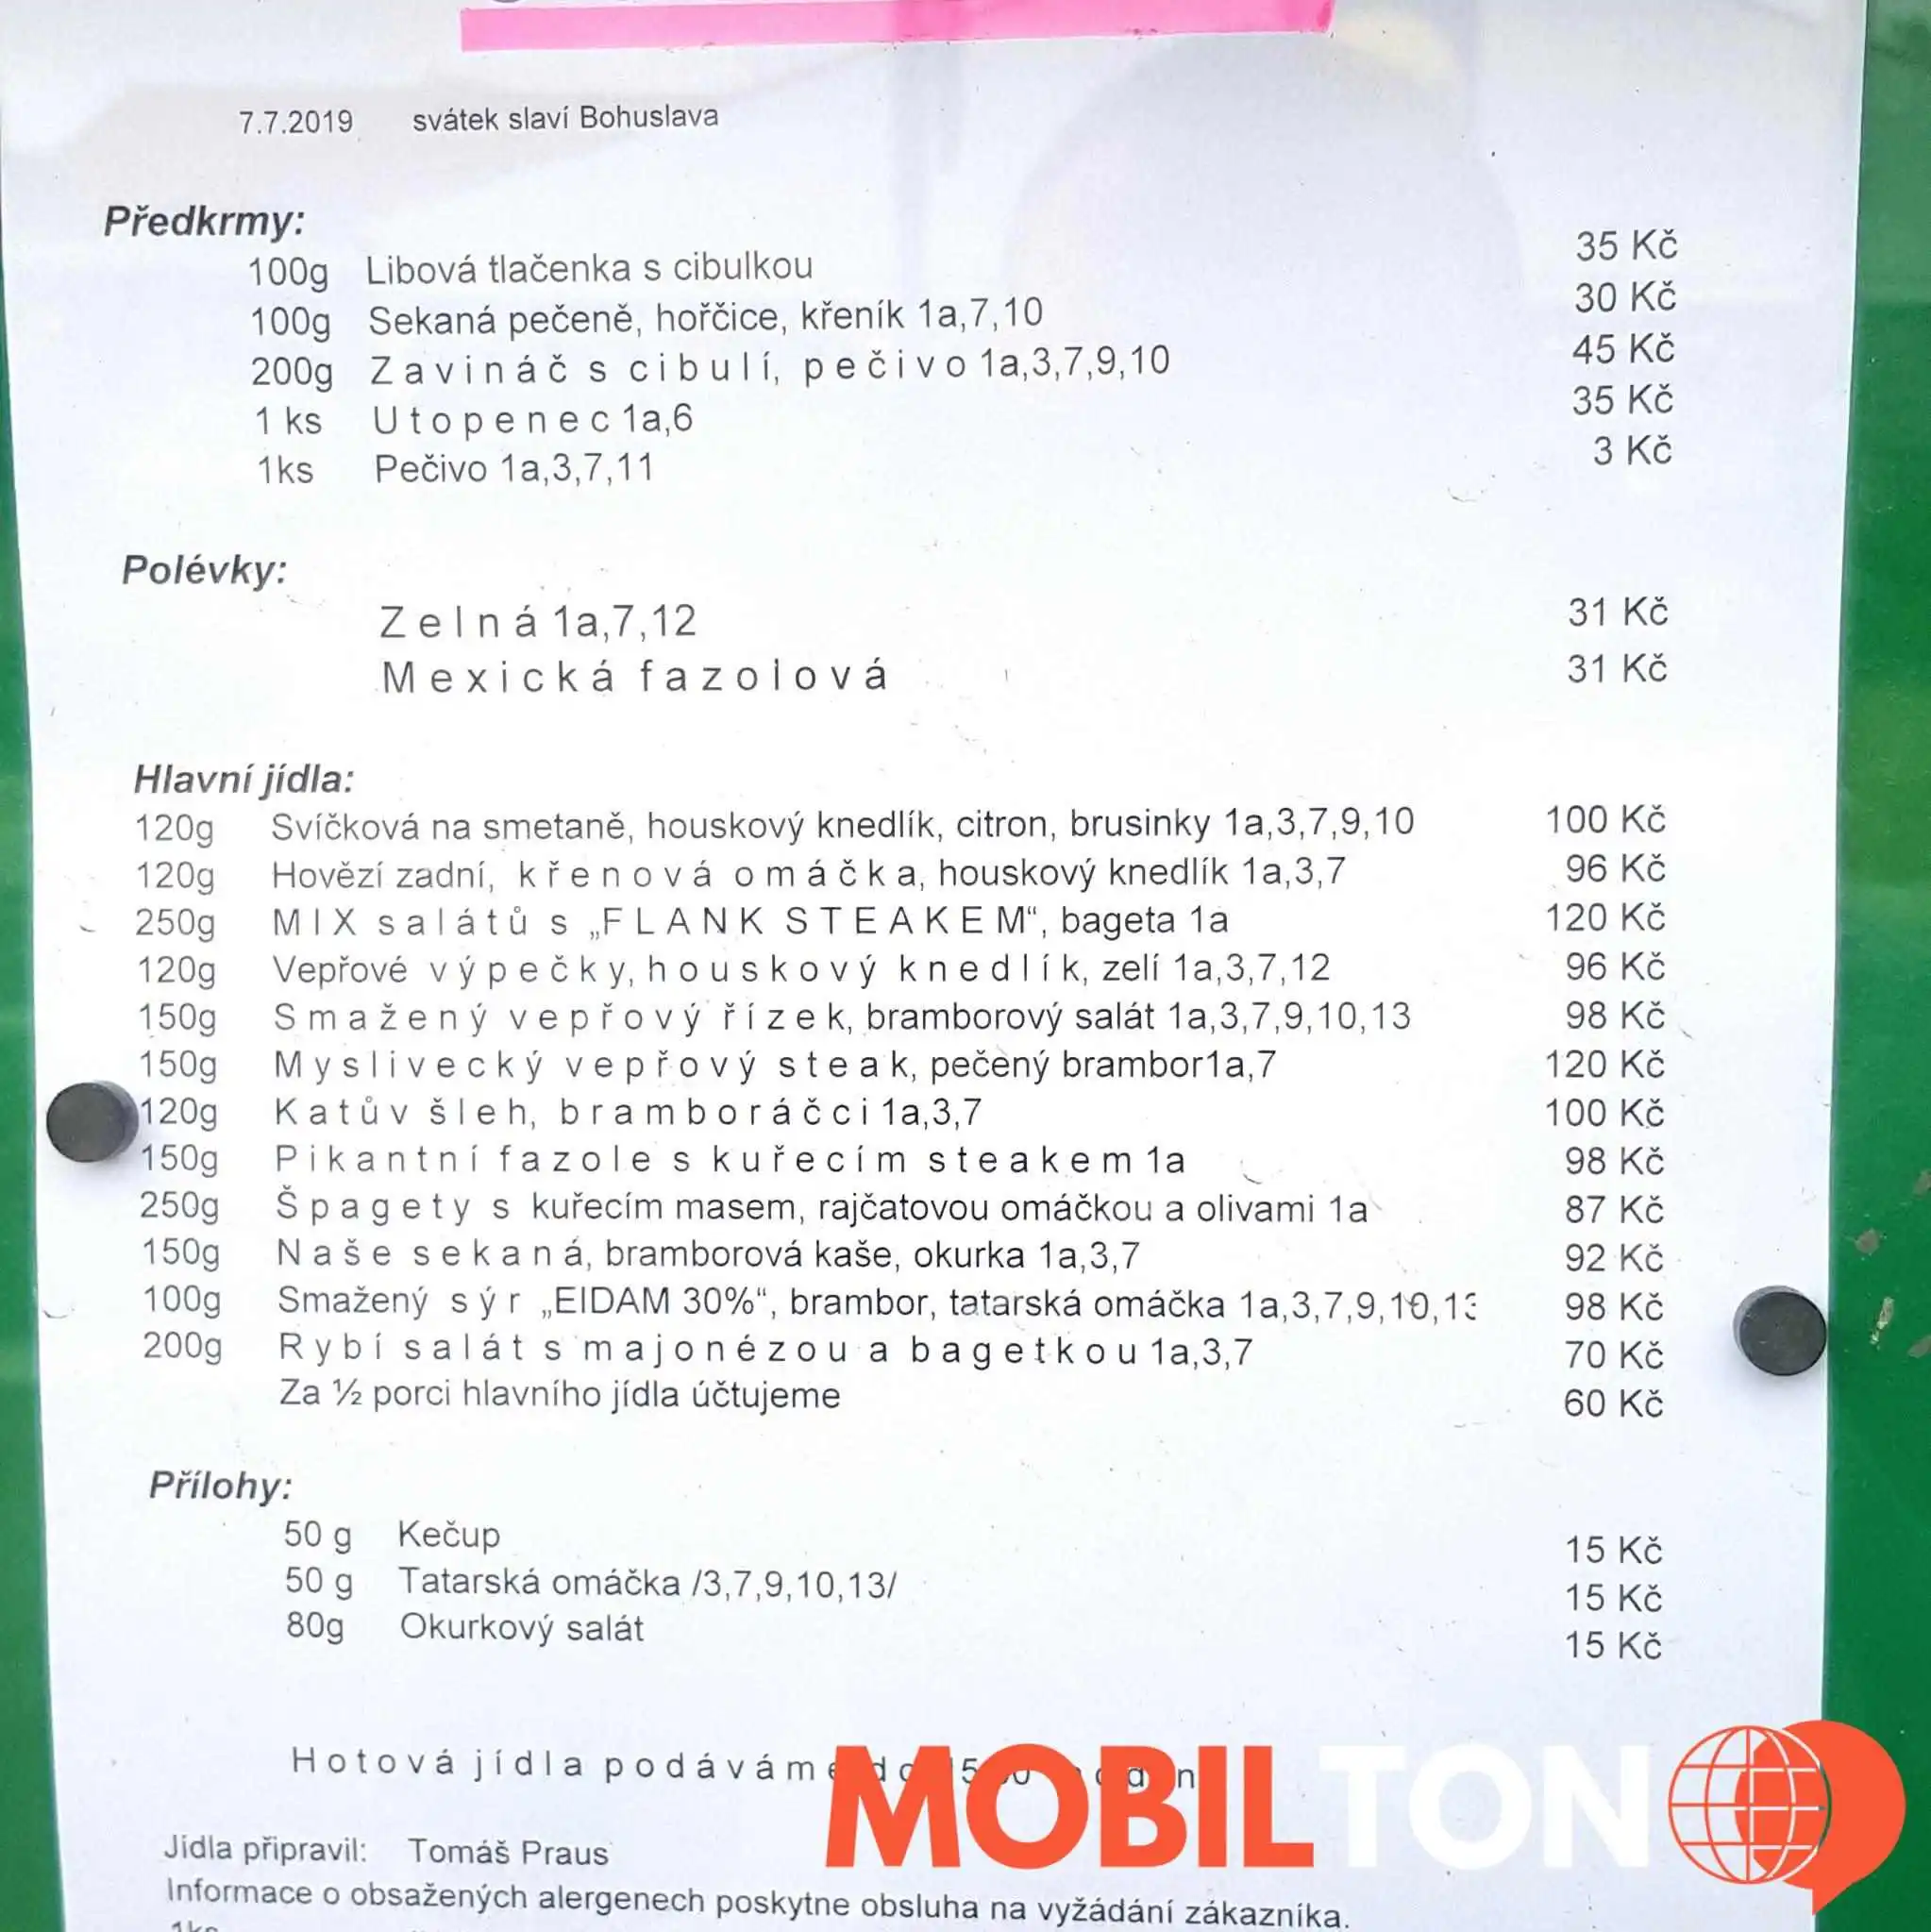 7.7.2019 svátek slaví Bohuslava
Předkrmy:
100g Libová tlačenka s cibulkou 35 Kč
100g Sekaná pečeně, hořčice, křeník 1a,7,10 30 Kč
200g Zavináč s cibulí, pečivo 1a,3,7,9,10 45 Kč
1 ks Utopenec 1a,6 35 Kč
1ks Pečivo 1a,3,7,11 3 Kč
Polévky:
Zelná 1a,7,12 31 Kč
Mexická fazolová 31 Kč
Hlavní jídla:
120g Svíčková na smetaně, houskový knedlík, citron, brusinky 1a,3,7,9,10 100 Kč
120g Hovězí zadní, křenová omáčka, houskový knedlík 1a,3,7 96 Kč
250g MIX salátů s „FLANK STEAKEM“, bageta 1a 120 Kč
120g Vepřové výpečky, houskový knedlík, zelí 1a,3,7,12 96 Kč
150g Smažený vepřový řízek, bramborový salát 1a,3,7,9,10,13 98 Kč
150g Myslivecký vepřový steak, pečený brambor1a,7 120 Kč
120g Katův šleh, bramboráčci 1a,3,7 100 Kč
150g Pikantní fazole s kuřecím steakem 1a 98 Kč
250g Špagety s kuřecím masem, rajčatovou omáčkou a olivami 1a 87 Kč
150g Naše sekaná, bramborová kaše, okurka 1a,3,7 92 Kč
100g Smažený sýr „EIDAM 30%“, brambor, tatarská omáčka 1a,3,7,9,10,13 98 Kč
200g Rybí salát s majonézou a bagetkou 1a,3,7 70 Kč
Za ½ porci hlavního jídla účtujeme 60 Kč
Přílohy:
50 g Kečup 15 Kč
50 g Tatarská omáčka /3,7,9,10,13/ 15 Kč
80g Okurkový salát 15 Kč
Hotová jídla podáváme
MOBILTON
Jídla připravil: Tomáš Praus
Informace o obsažených alergenech poskytne obsluha na vyžádání zákazníka.